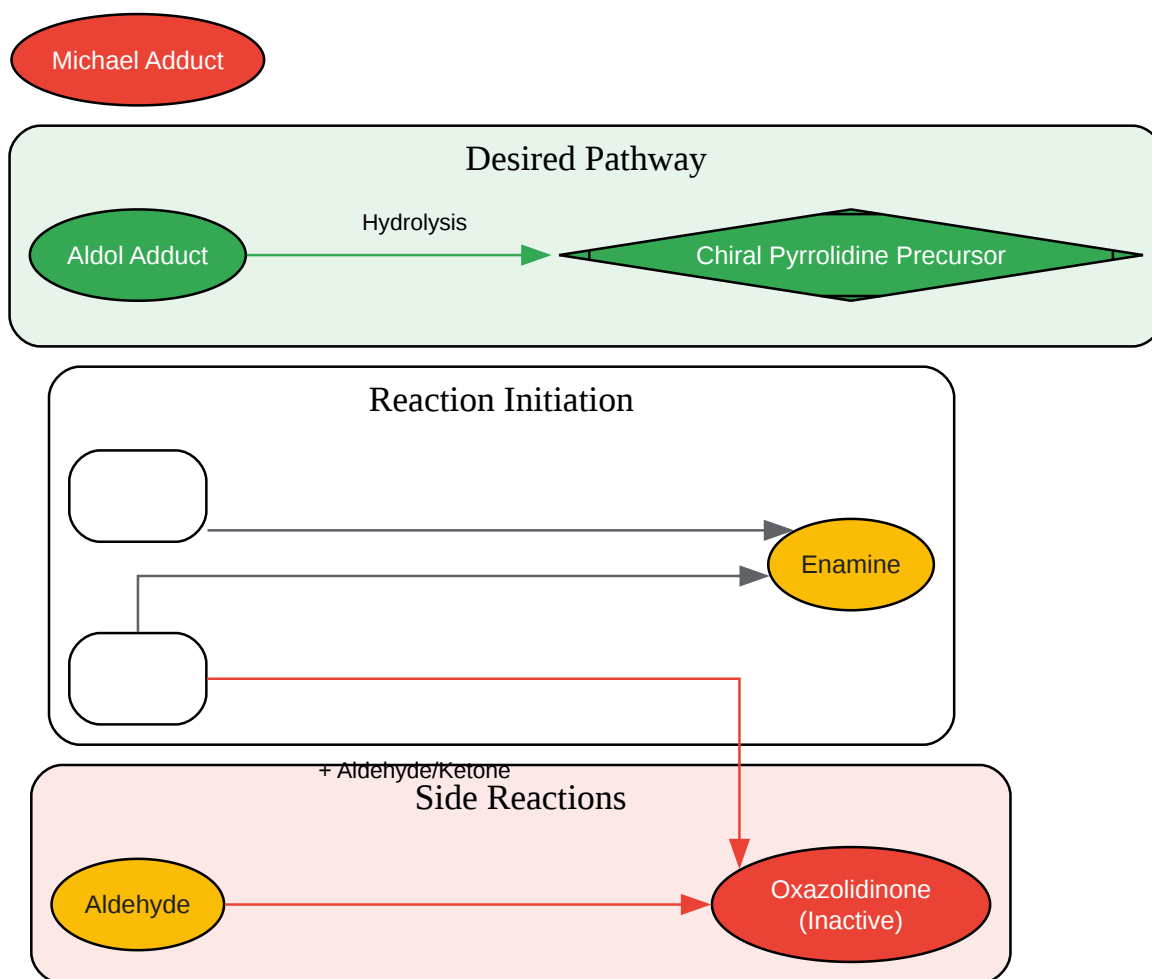 Michael Adduct
Desired Pathway
Hydrolysis
Aldol Adduct
Chiral Pyrrolidine Precursor
Reaction Initiation
Enamine
+ Aldehyde/Ketone
Side Reactions
Aldehyde
Oxazolidinone
(Inactive)